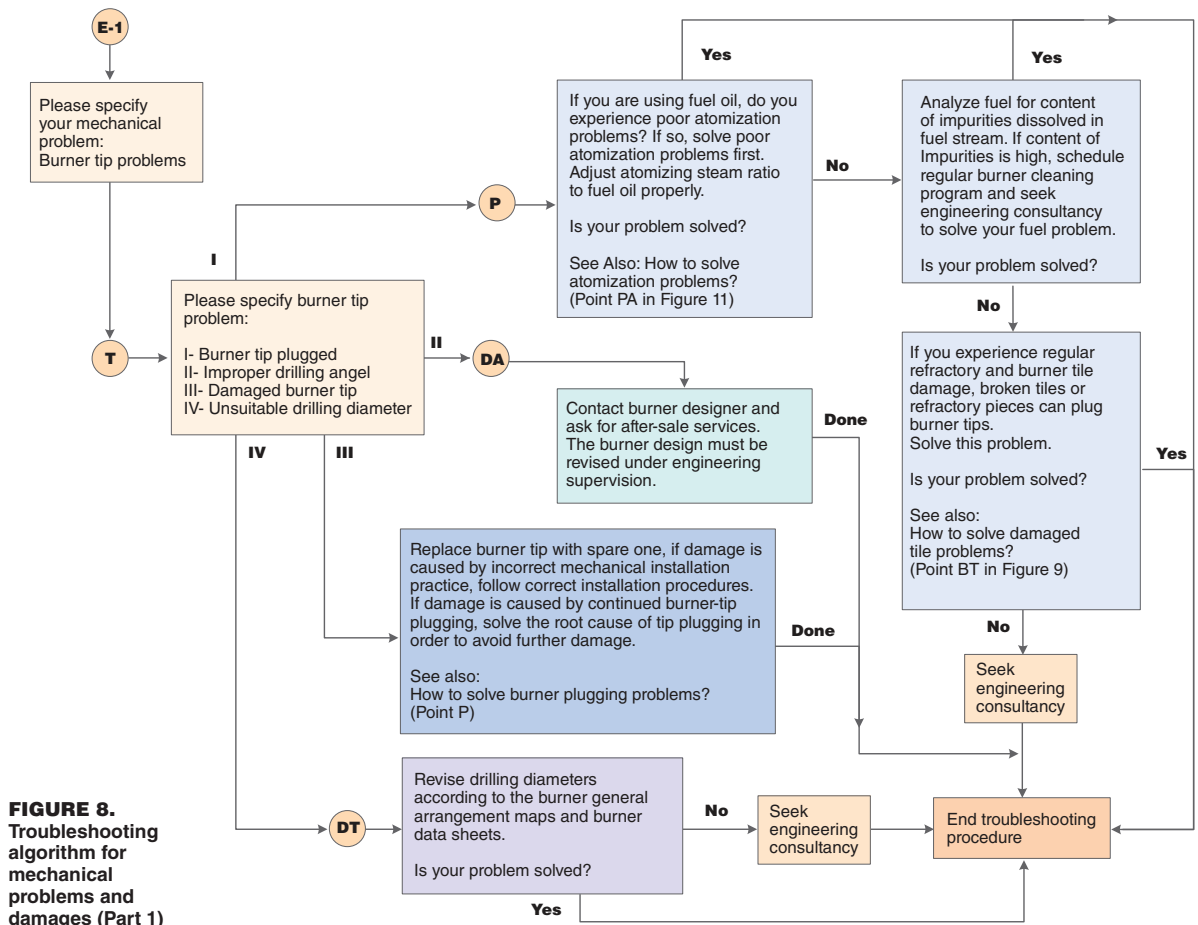 E-1
Please specify
your mechanical
problem:
Burner tip problems
T
I
Please specify burner tip
problem:
I- Burner tip plugged
II- Improper drilling angel
III- Damaged burner tip
IV- Unsuitable drilling diameter
P
Yes
If you are using fuel oil, do you
experience poor atomization
problems? If so, solve poor
atomization problems first.
Adjust atomizing steam ratio
to fuel oil properly.
Is your problem solved?
See Also: How to solve
atomization problems?
(Point PA in Figure 11)
No
Yes
Analyze fuel for content
of impurities dissolved in
fuel stream. If content of
Impurities is high, schedule
regular burner cleaning
program and seek
engineering consultancy
to solve your fuel problem.
Is your problem solved?
No
If you experience regular
refractory and burner tile
damage, broken tiles or
refractory pieces can plug
burner tips.
Solve this problem.
Is your problem solved?
See also:
How to solve damaged
tile problems?
(Point BT in Figure 9)
Yes
No
Seek
engineering
consultancy
II
DA
Contact burner designer and
ask for after-sale services.
The burner design must be
revised under engineering
supervision.
Done
III
Replace burner tip with spare one, if damage is
caused by incorrect mechanical installation
practice, follow correct installation procedures.
If damage is caused by continued burner-tip
plugging, solve the root cause of tip plugging in
order to avoid further damage.
See also:
How to solve burner plugging problems?
(Point P)
Done
IV
DT
Revise drilling diameters
according to the burner general
arrangement maps and burner
data sheets.
Is your problem solved?
No
Seek
engineering
consultancy
Yes
End troubleshooting
procedure
FIGURE 8.
Troubleshooting
algorithm for
mechanical
problems and
damages (Part 1)